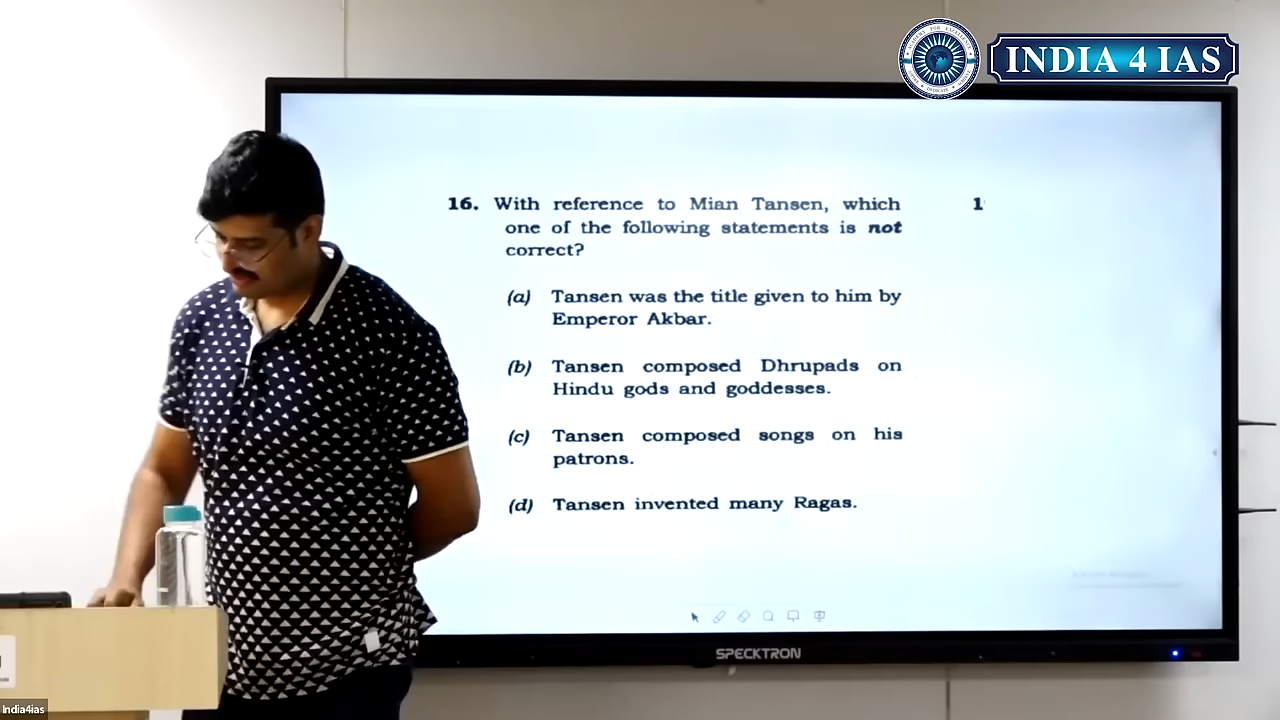 INDIA 4 IAS
16. With reference to Mian Tansen, which
one of the following statements is not
correct?
1
(a) Tansen was the title given to him by
Emperor Akbar.
(b) Tansen composed Dhrupads on
Hindu gods and goddesses.
(c) Tansen composed songs on his
patrons.
(d) Tansen invented many Ragas.
SPECKTRON
India4ias